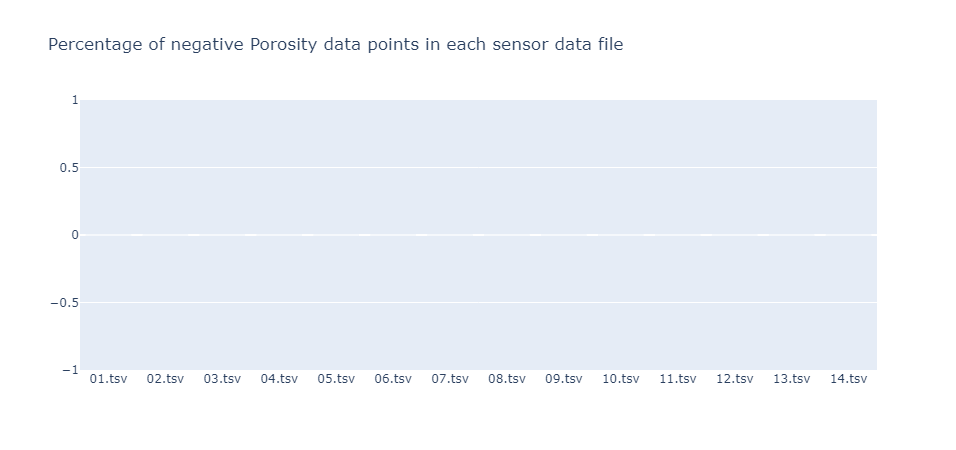 Percentage of negative Porosity data points in each sensor data file
1
0.5
0
−0.5
−1
01.tsv 02.tsv 03.tsv 04.tsv 05.tsv 06.tsv 07.tsv 08.tsv 09.tsv 10.tsv 11.tsv 12.tsv 13.tsv 14.tsv